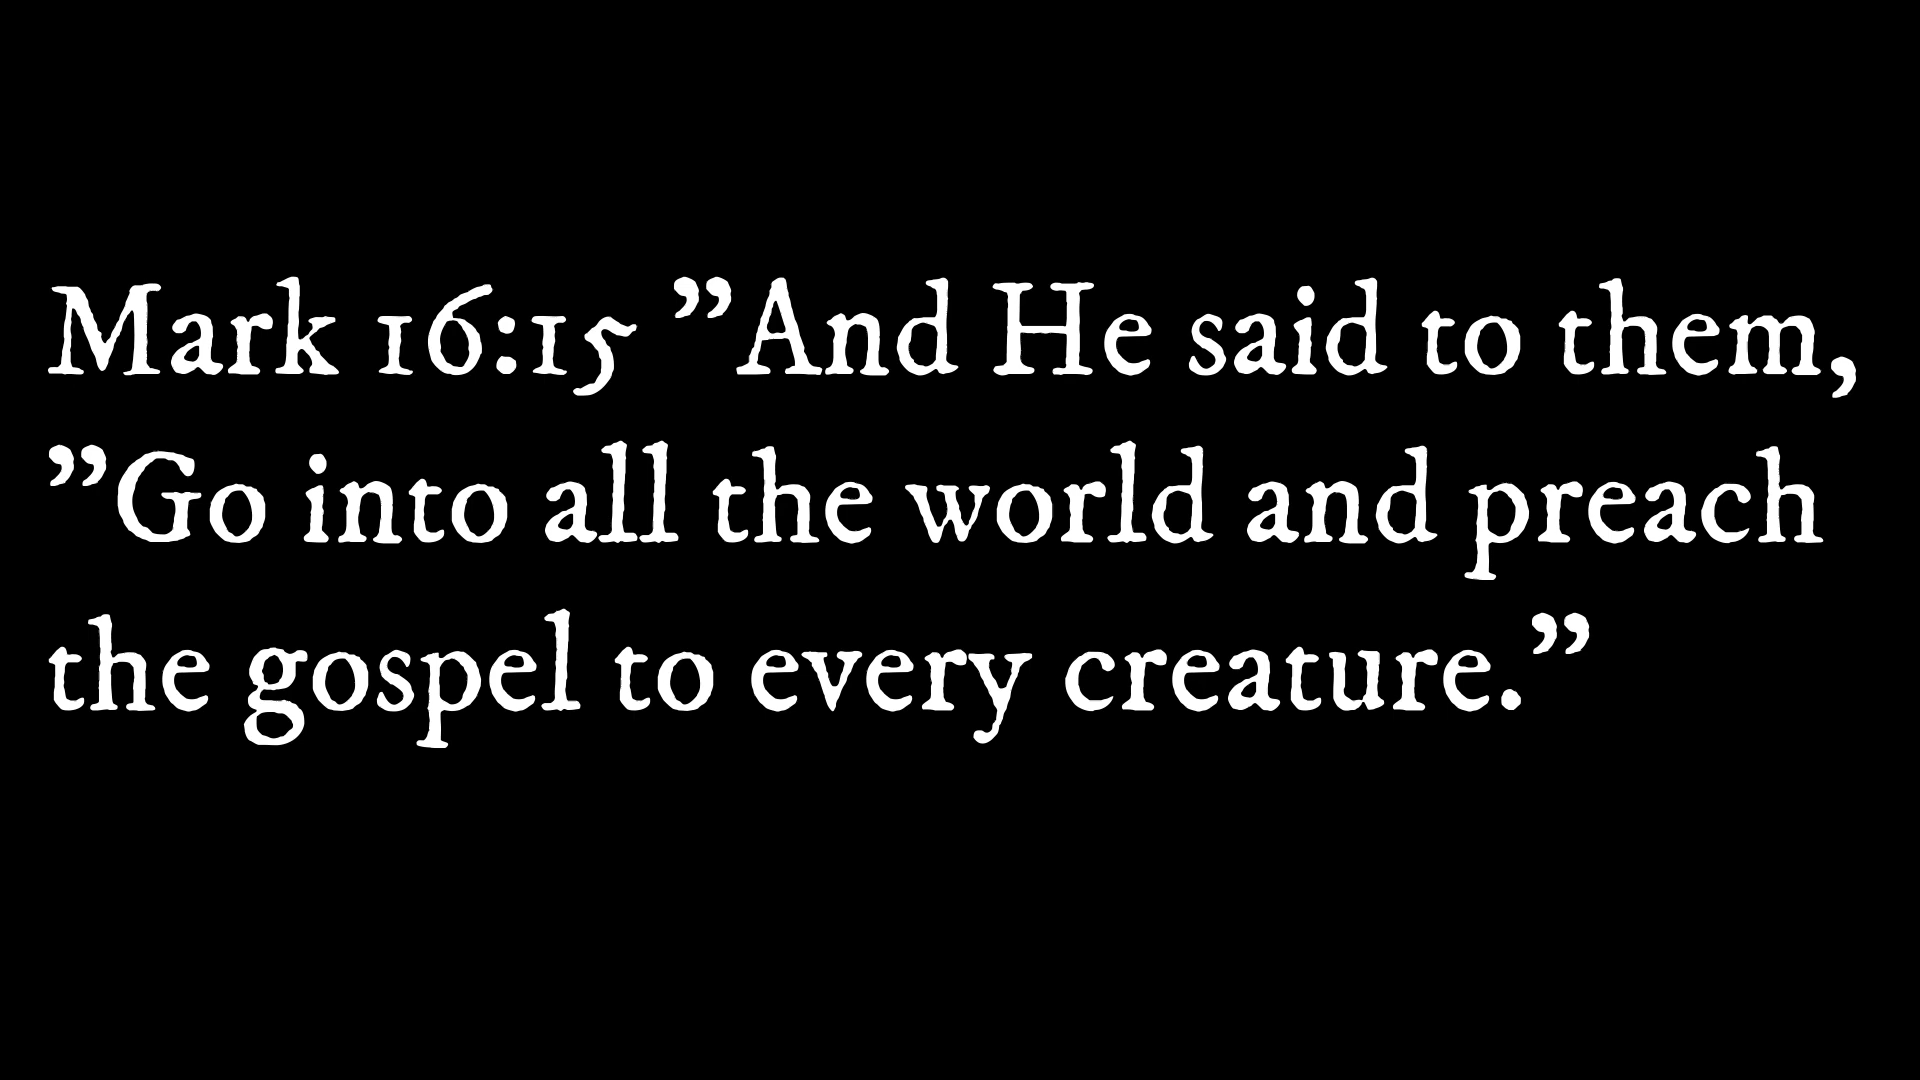 Mark 16:15 ”And He said to them,
”Go into all the world and preach
the gospel to every creature.”